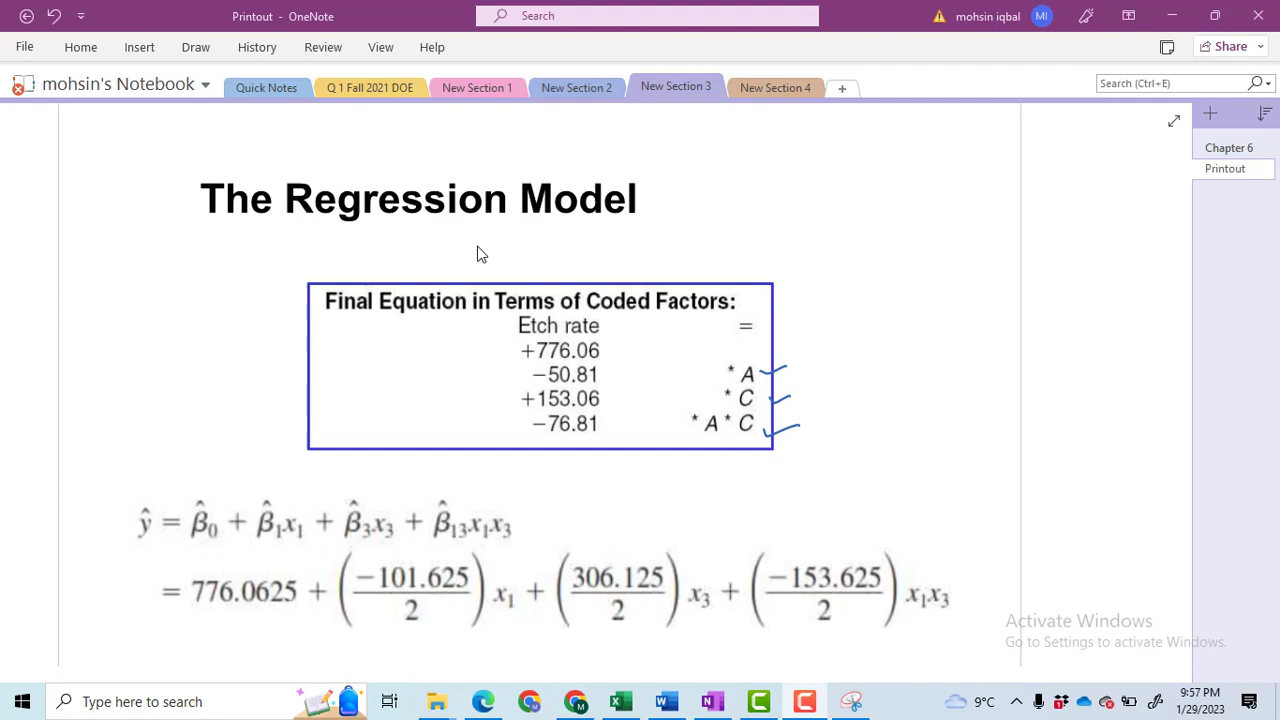 Printout - OneNote
Search
mohsin iqbal
MI
File Home Insert Draw History Review View Help
Share
mohsin's Notebook
Quick Notes
Q 1 Fall 2021 DOE
New Section 1
New Section 2
New Section 3
New Section 4
+
Search (Ctrl+E)
Chapter 6
Printout
The Regression Model
Final Equation in Terms of Coded Factors:
Etch rate =
+776.06
−50.81 * A
+153.06 * C
−76.81 * A * C
ŷ = β̂₀ + β̂₁x₁ + β̂₃x₃ + β̂₁₃x₁x₃
= 776.0625 + (−101.625/2) x₁ + (306.125/2) x₃ + (−153.625/2) x₁x₃
Activate Windows
Go to Settings to activate Windows.
Type here to search
9°C
9:57 PM
1/29/2023